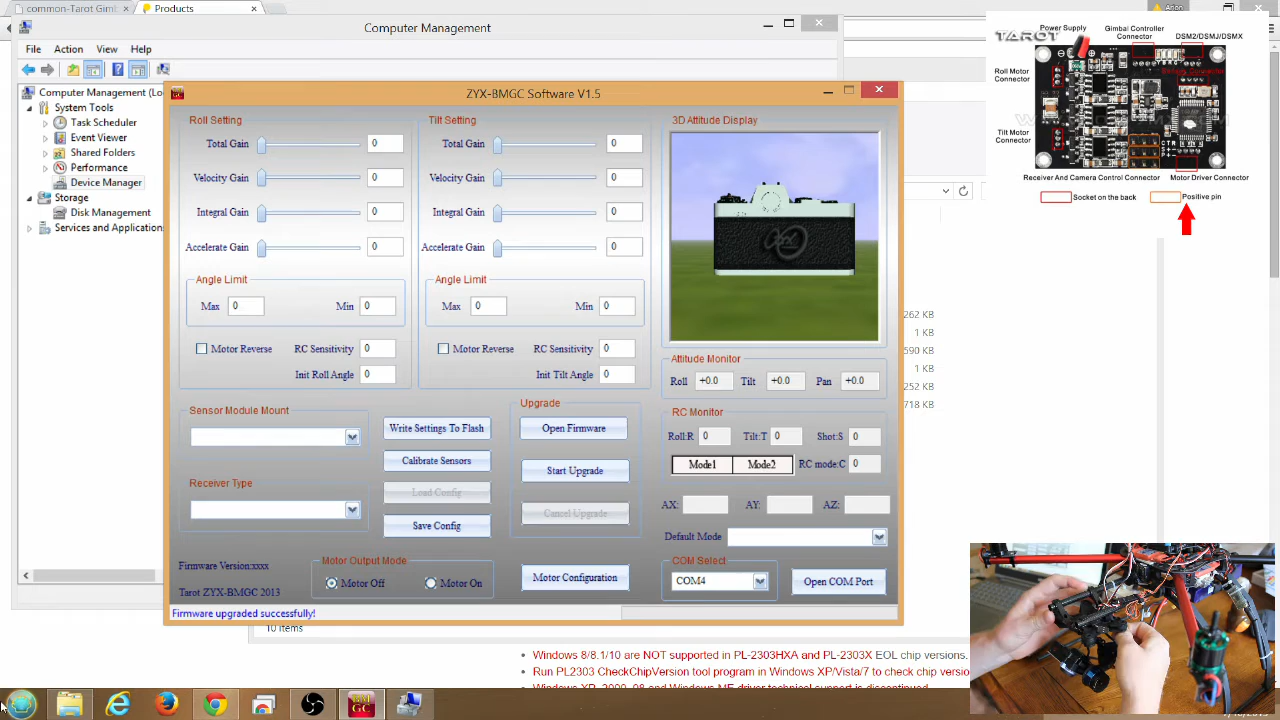 common-Taroti Gimb
Products
Computer Management
File Action View Help
Computer Management (Local
System Tools
Task Scheduler
Event Viewer
Shared Folders
Performance
Device Manager
Storage
Disk Management
Services and Applications
ZYX-BMGC Software V1.5
Roll Setting
Total Gain 0
Velocity Gain 0
Integral Gain 0
Accelerate Gain 0
Angle Limit
Max 0 Min 0
Motor Reverse RC Sensitivity 0
Init Roll Angle 0
Tilt Setting
Total Gain 0
Velocity Gain 0
Integral Gain 0
Accelerate Gain 0
Angle Limit
Max 0 Min 0
Motor Reverse RC Sensitivity 0
Init Tilt Angle 0
3D Attitude Display
Attitude Monitor
Roll +0.0 Tilt +0.0 Pan +0.0
RC Monitor
Roll:R 0 Tilt:T 0 Shot:S 0
Mode1 Mode2 RC mode:C 0
AX: AY: AZ:
Default Mode
COM Select
COM4 Open COM Port
Sensor Module Mount
Receiver Type
Write Settings To Flash
Calibrate Sensors
Load Config
Save Config
Upgrade
Open Firmware
Start Upgrade
Cancel Upgrade
Motor Configuration
Firmware Version:xxxx
Tarot ZYX-BMGC 2013
Motor Output Mode
Motor Off Motor On
Firmware upgraded successfully!
262 KB
1 KB
690 KB
1 KB
252 KB
718 KB
10 items
Windows 8/8.1/10 are NOT supported in PL-2303HXA and PL-2303X EOL chip versions.
Run PL2303 CheckChipVersion tool program in Windows XP/Vista/7 to check chip versio
TAROT
Power Supply
Gimbal Controller
Connector
DSM2/DSMJ/DSMX
Roll Motor
Connector
Tilt Motor
Connector
CTR
S+-
P+-
Receiver And Camera Control Connector
Motor Driver Connector
Socket on the back
Positive pin
GC